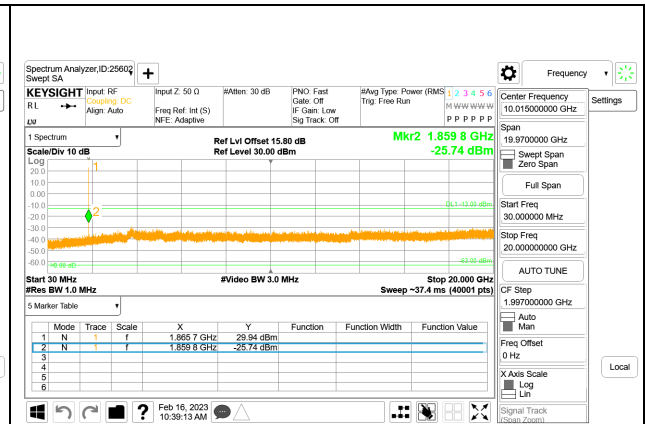 Spectrum Analyzer,ID:25602
Swept SA
+
Frequency
KEYSIGHT
RL
Input: RF
Coupling: DC
Align: Auto
Input Z: 50 Ω
Freq Ref: Int (S)
NFE: Adaptive
#Atten: 30 dB
PNO: Fast
Gate: Off
IF Gain: Low
Sig Track: Off
#Avg Type: Power (RMS
Trig: Free Run
1 2 3 4 5 6
M W W W W W
P P P P P P
Settings
1 Spectrum
Scale/Div 10 dB
Ref Lvl Offset 15.80 dB
Ref Level 30.00 dBm
Mkr2 1.859 8 GHz
-25.74 dBm
Log
20.0
10.0
0.00
-10.0
-20.0
-30.0
-40.0
-50.0
-60.0
1
2
DL1 -13.00 dBm
Start 30 MHz
#Res BW 1.0 MHz
#Video BW 3.0 MHz
Stop 20.000 GHz
Sweep ~37.4 ms (40001 pts)
5 Marker Table
Mode Trace Scale X Y Function Function Width Function Value
1 N 1 f 1.865 7 GHz 29.94 dBm
2 N 1 f 1.859 8 GHz -25.74 dBm
3
4
5
6
Feb 16, 2023
10:39:13 AM
?
Center Frequency
10.015000000 GHz
Span
19.9700000 GHz
Swept Span
Zero Span
Full Span
Start Freq
30.000000 MHz
Stop Freq
20.000000000 GHz
AUTO TUNE
CF Step
1.997000000 GHz
Auto
Man
Freq Offset
0 Hz
X Axis Scale
Log
Lin
Signal Track
(Span Zoom)
Local